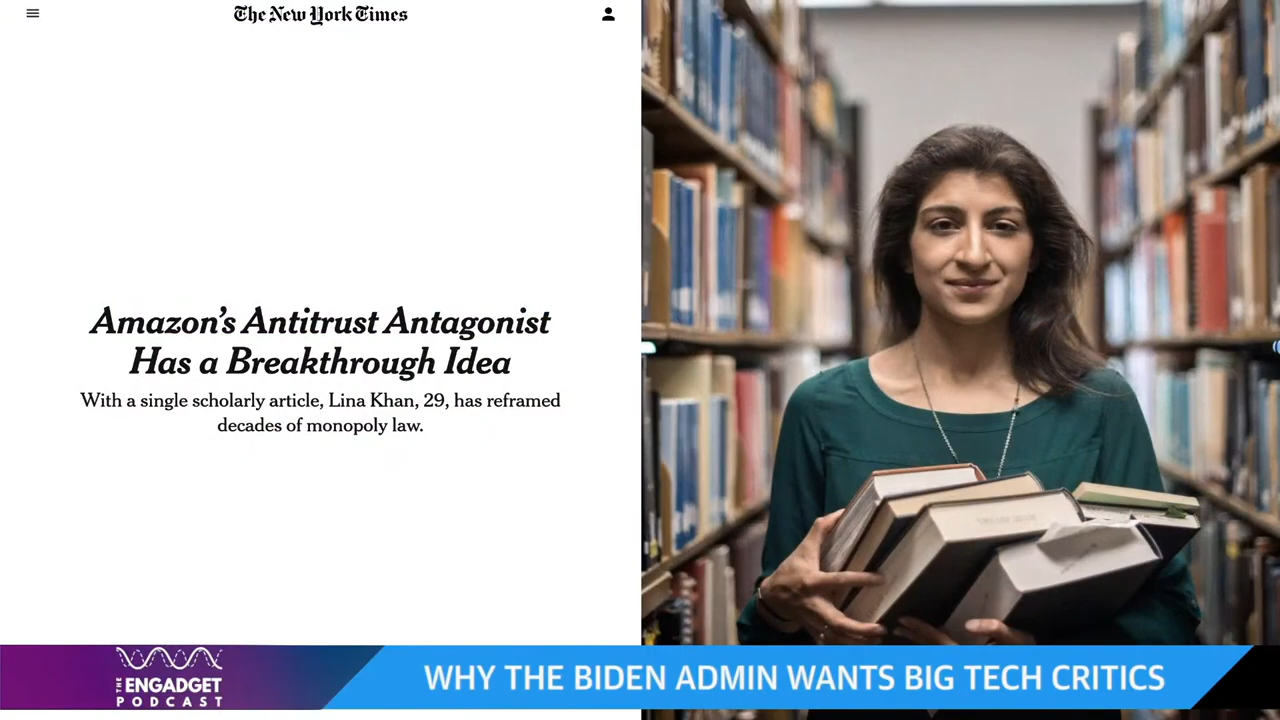 The New York Times
Amazon's Antitrust Antagonist
Has a Breakthrough Idea
With a single scholarly article, Lina Khan, 29, has reframed
decades of monopoly law.
THE
ENGADGET
PODCAST
WHY THE BIDEN ADMIN WANTS BIG TECH CRITICS